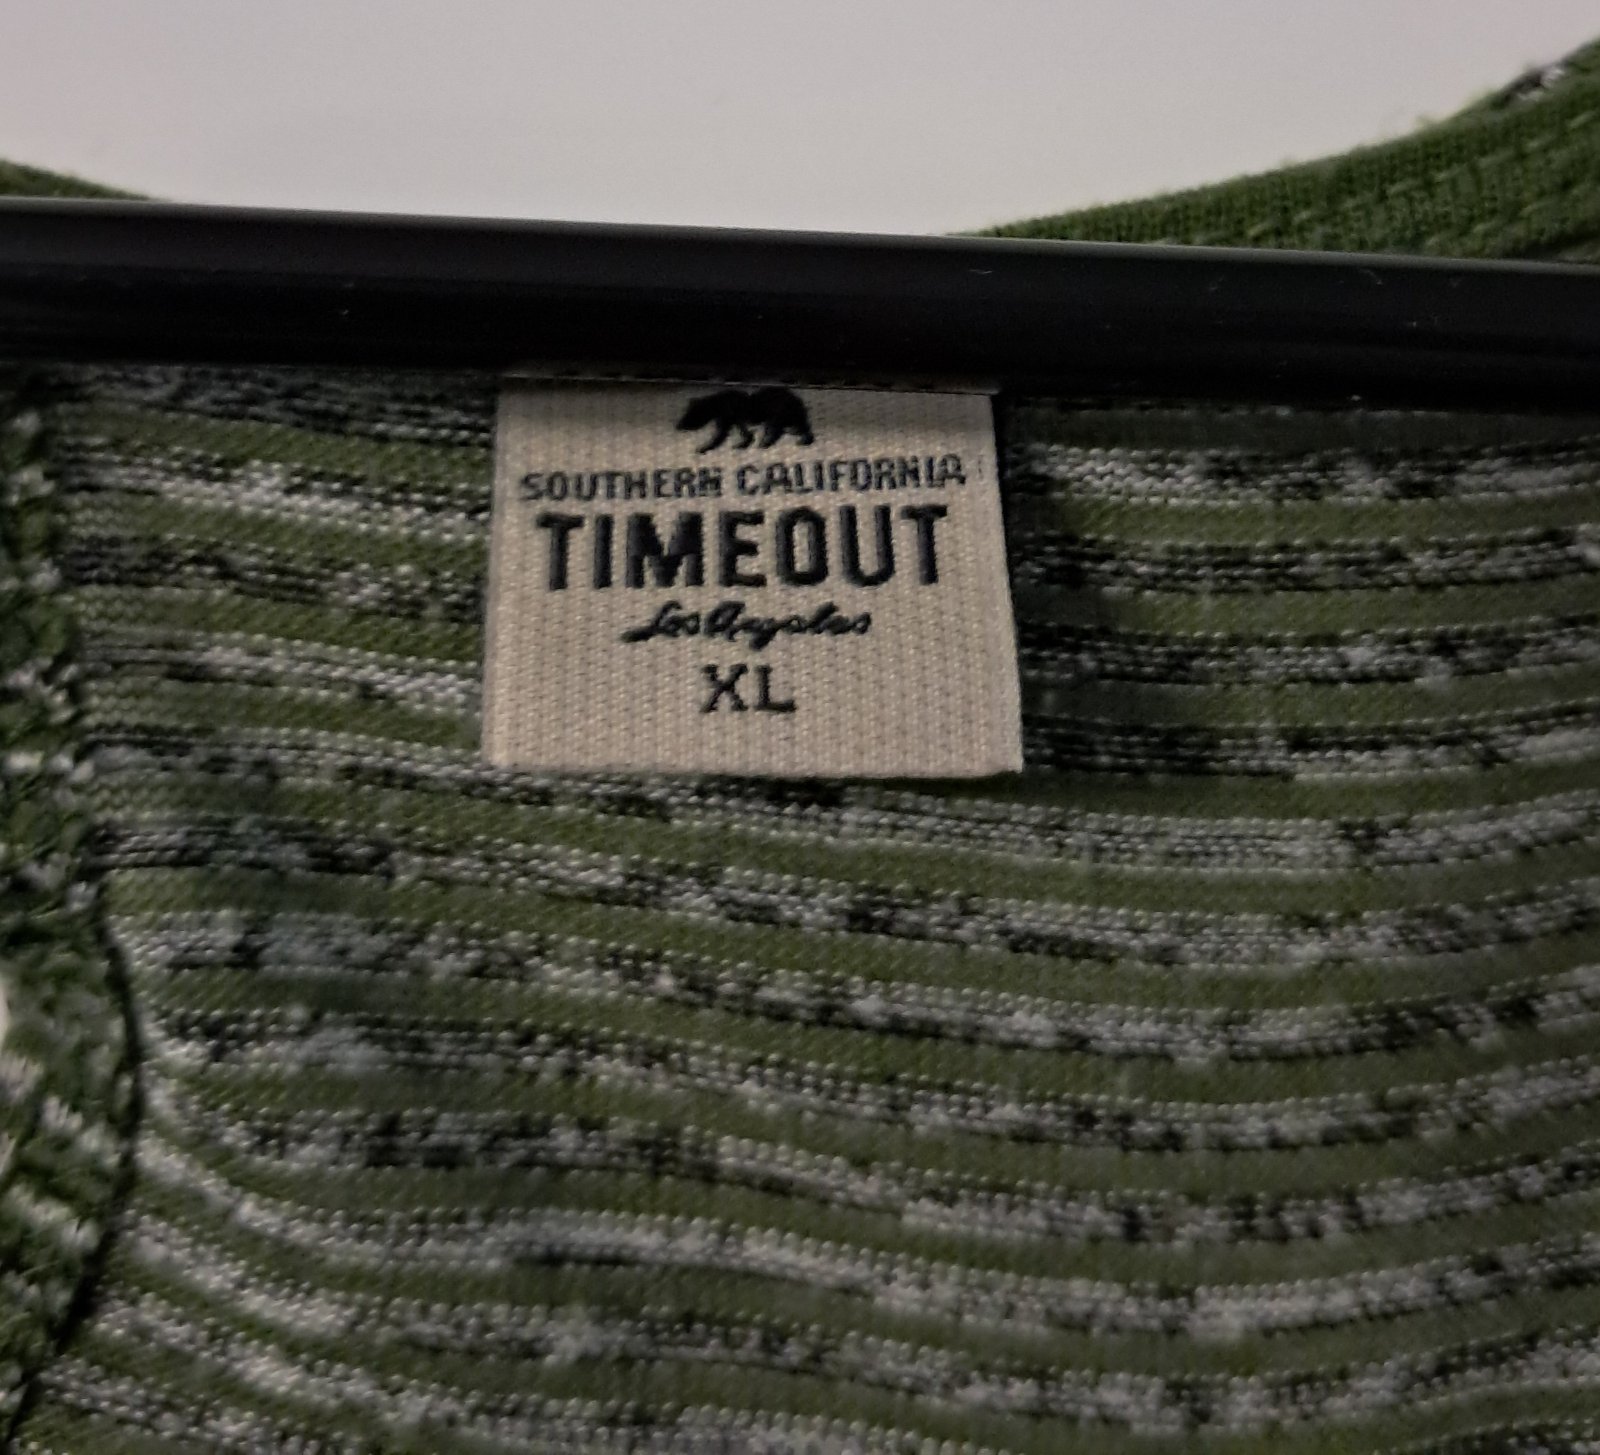 SOUTHERN CALIFORNIA
TIMEOUT
Los Angeles
XL